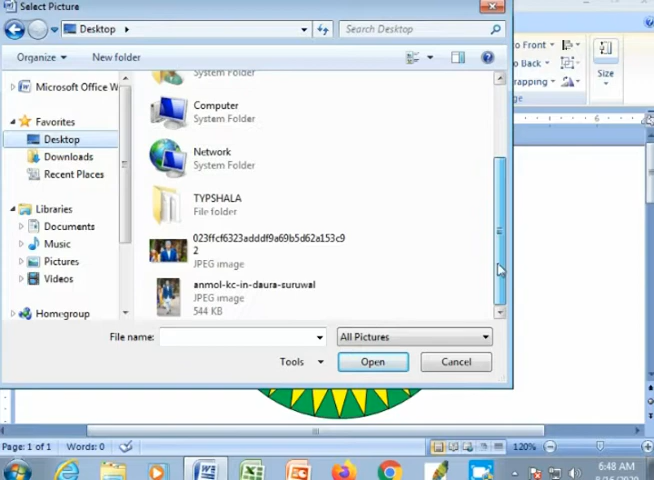 Select Picture
Desktop
Search Desktop
Organize
New folder
Microsoft Office W
Favorites
Desktop
Downloads
Recent Places
Libraries
Documents
Music
Pictures
Videos
Homegroup
System Folder
Computer
System Folder
Network
System Folder
TYPSHALA
File folder
023ffcf6323adddf9a69b5d62a153c9
2
JPEG image
anmol-kc-in-daura-suruwal
JPEG image
544 KB
File name:
All Pictures
Tools
Open
Cancel
to Front
Back
rapping
Size
6
Page: 1 of 1
Words: 0
120%
6:48 AM